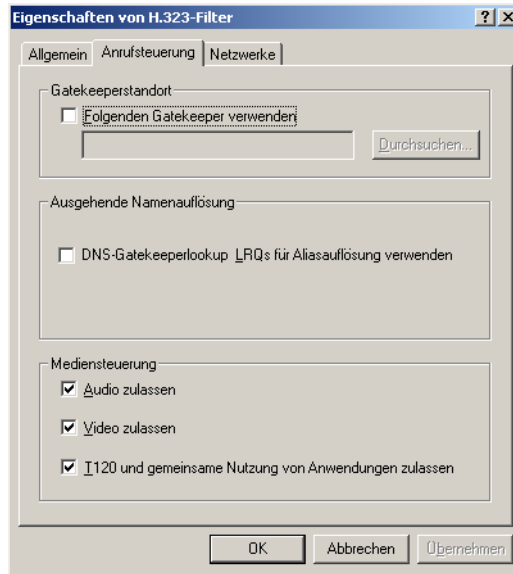 Eigenschaften von H.323-Filter
Allgemein Anrufsteuerung Netzwerke
Gatekeeperstandort
Folgenden Gatekeeper verwenden
Durchsuchen...
Ausgehende Namenauflösung
DNS-Gatekeeperlookup LRQs für Aliasauflösung verwenden
Mediensteuerung
Audio zulassen
Video zulassen
T120 und gemeinsame Nutzung von Anwendungen zulassen
OK Abbrechen Übernehmen